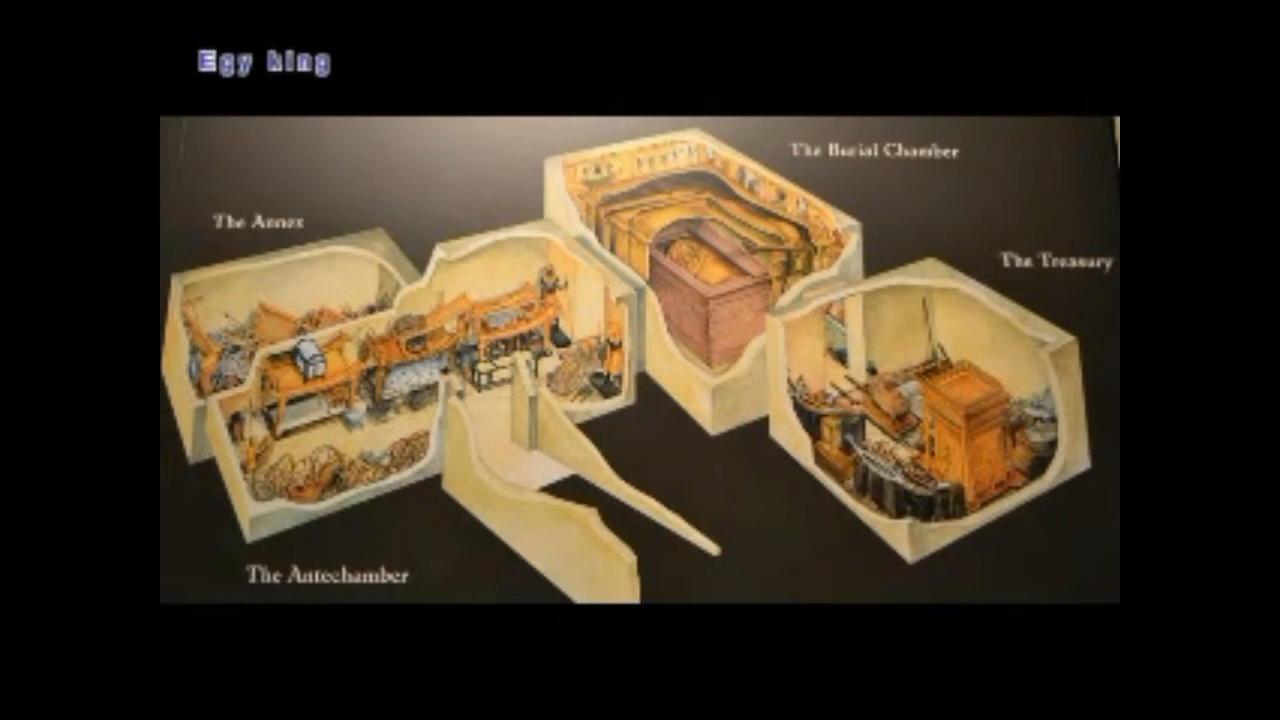 Egy king
The Burial Chamber
The Annex
The Treasury
The Antechamber